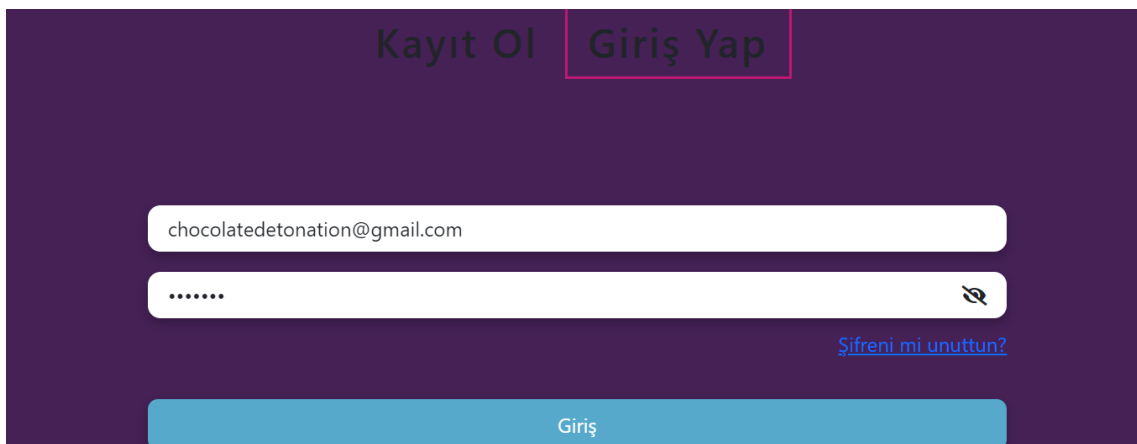 Kayıt Ol Giriş Yap
chocolatedetonation@gmail.com
•••••••
Şifreni mi unuttun?
Giriş